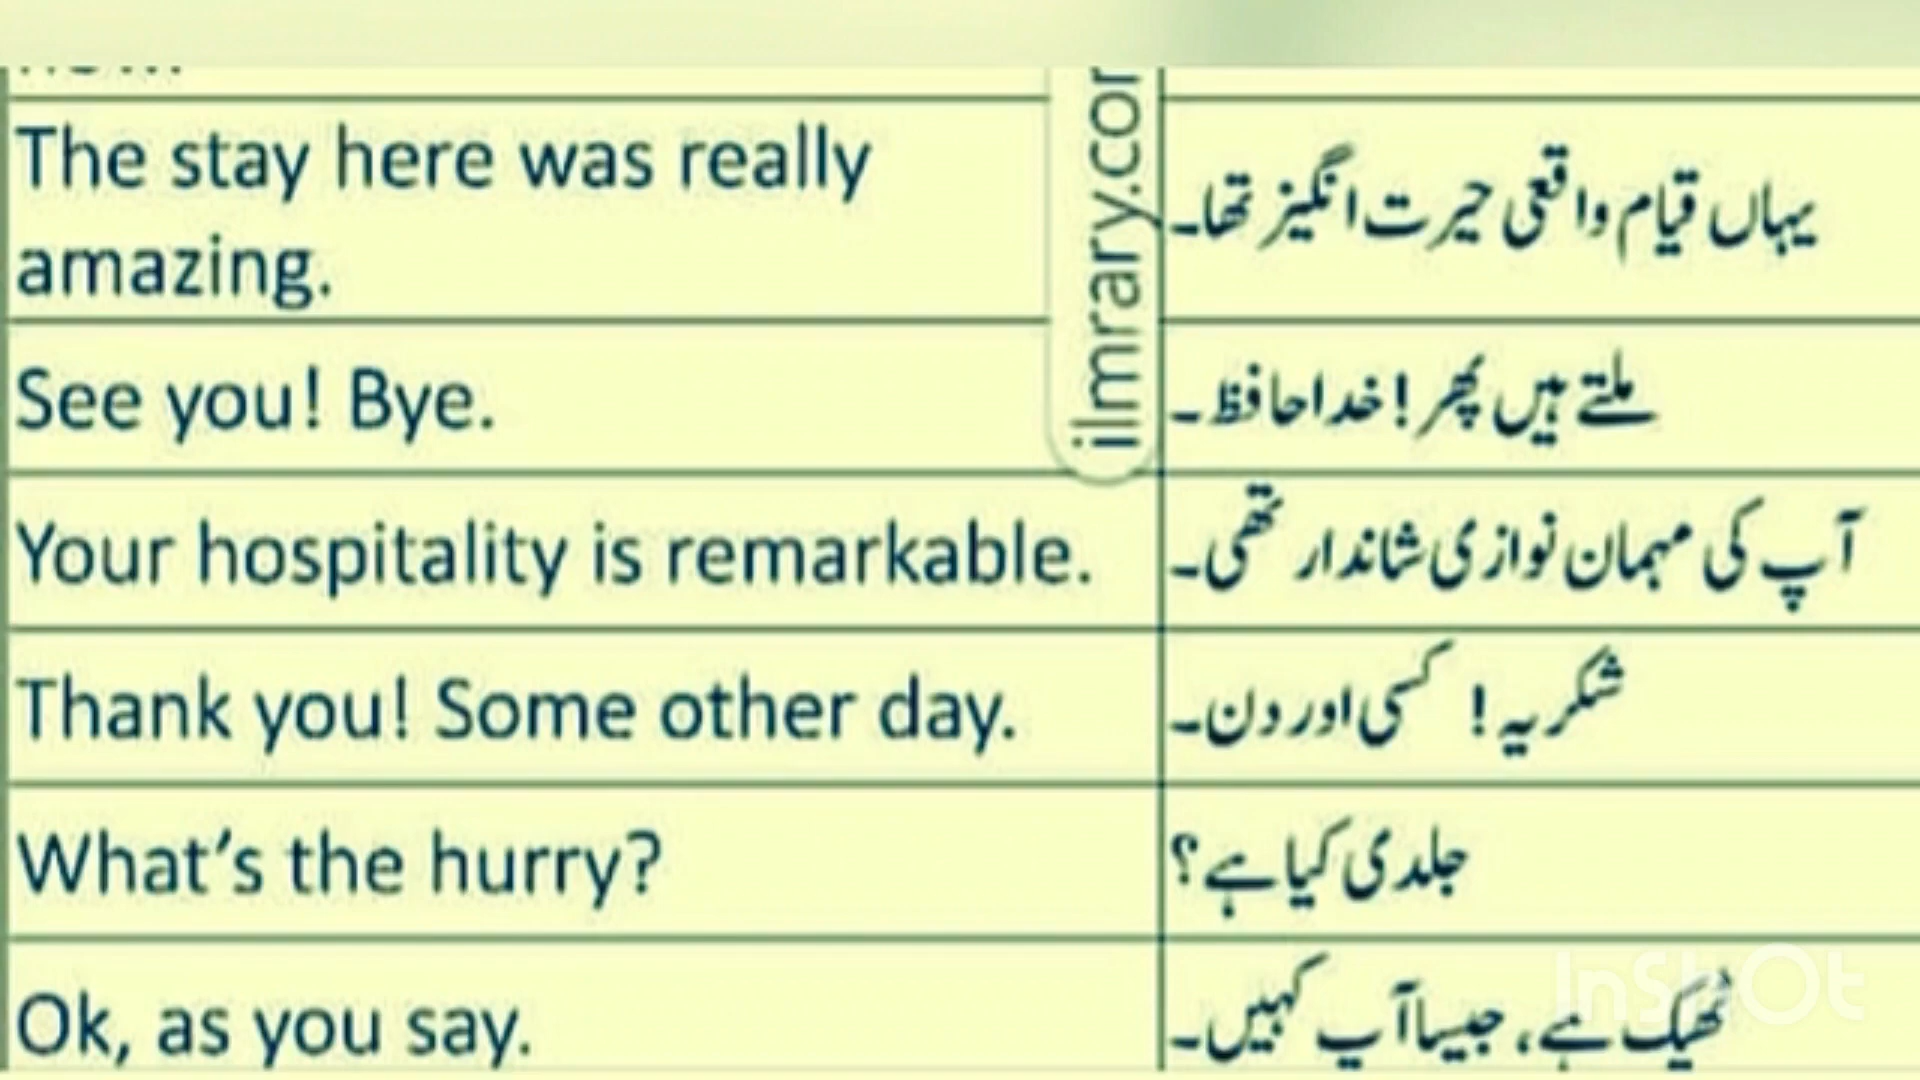 The stay here was really
amazing.
یہاں قیام واقعی حیرت انگیز تھا۔
See you! Bye.
ملتے ہیں پھر! خدا حافظ۔
Your hospitality is remarkable.
آپ کی مہمان نوازی شاندار تھی۔
Thank you! Some other day.
شکریہ! کسی اور دن۔
What's the hurry?
جلدی کیا ہے؟
Ok, as you say.
ٹھیک ہے، جیسا آپ کہیں۔
ilmrary.com
InShOt